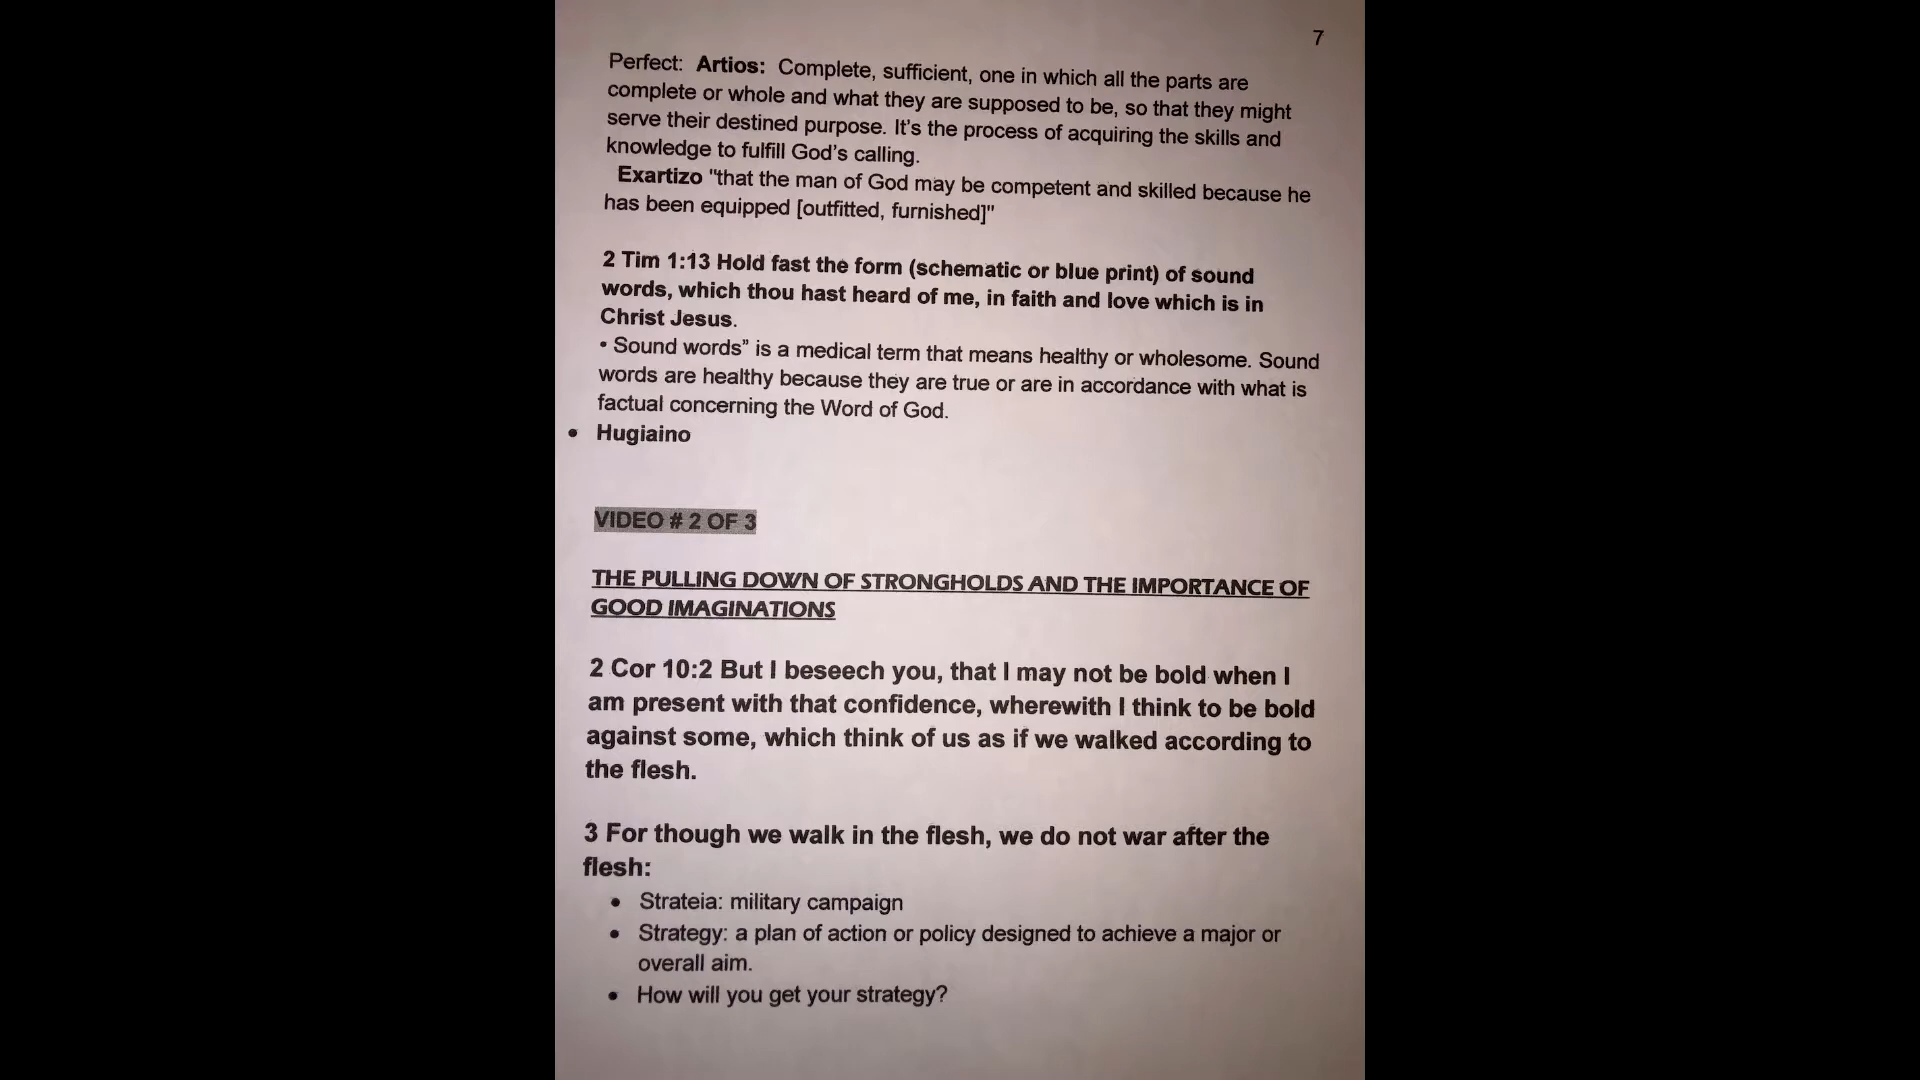 7
Perfect: Artios: Complete, sufficient, one in which all the parts are
complete or whole and what they are supposed to be, so that they might
serve their destined purpose. It's the process of acquiring the skills and
knowledge to fulfill God's calling.
Exartizo "that the man of God may be competent and skilled because he
has been equipped [outfitted, furnished]"
2 Tim 1:13 Hold fast the form (schematic or blue print) of sound
words, which thou hast heard of me, in faith and love which is in
Christ Jesus.
• Sound words” is a medical term that means healthy or wholesome. Sound
words are healthy because they are true or are in accordance with what is
factual concerning the Word of God.
• Hugiaino
VIDEO # 2 OF 3
THE PULLING DOWN OF STRONGHOLDS AND THE IMPORTANCE OF
GOOD IMAGINATIONS
2 Cor 10:2 But I beseech you, that I may not be bold when I
am present with that confidence, wherewith I think to be bold
against some, which think of us as if we walked according to
the flesh.
3 For though we walk in the flesh, we do not war after the
flesh:
• Strateia: military campaign
• Strategy: a plan of action or policy designed to achieve a major or
overall aim.
• How will you get your strategy?